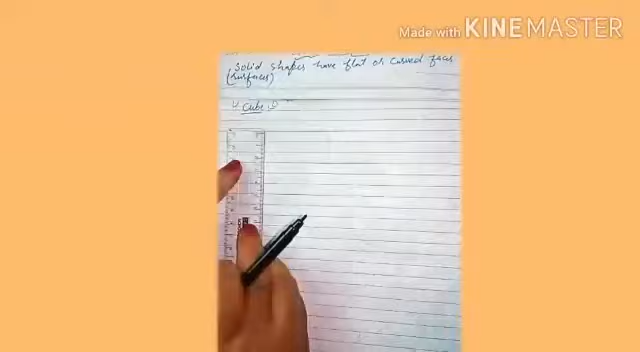 Made with KINEMASTER
Solid shapes have flat or curved faces
(surfaces)
" Cube "